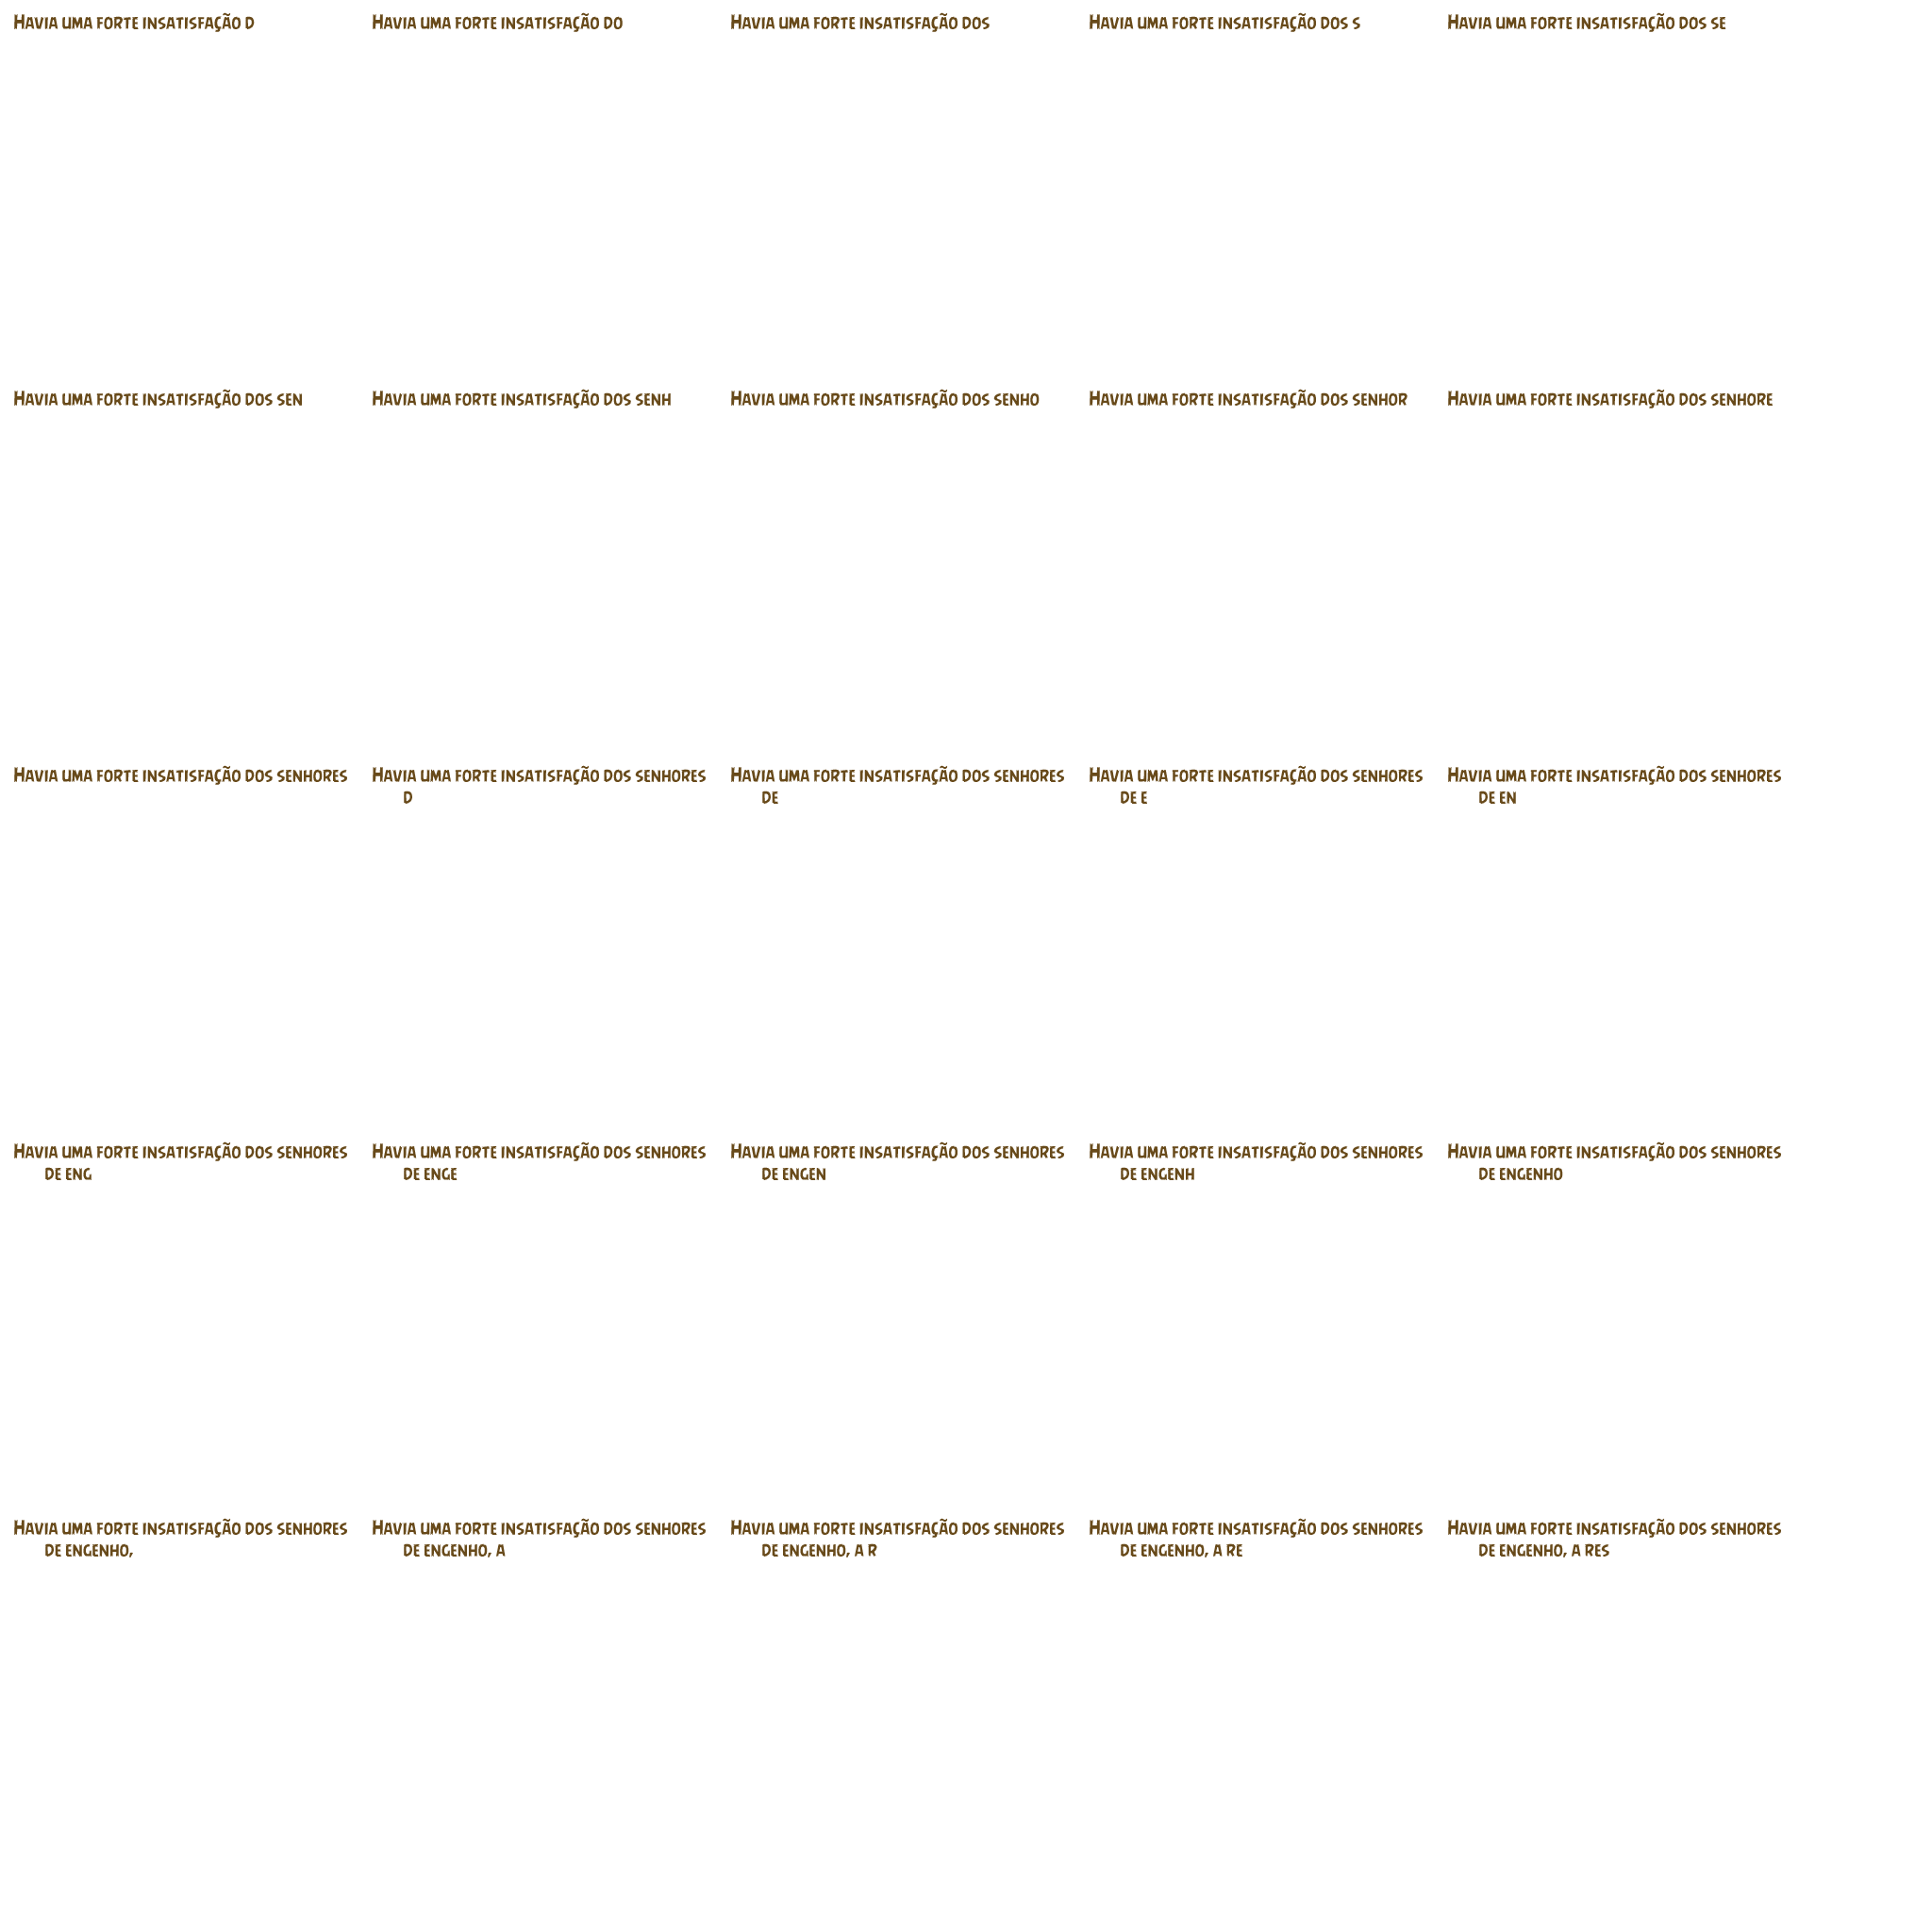 Havia uma forte insatisfação d
Havia uma forte insatisfação do
Havia uma forte insatisfação dos
Havia uma forte insatisfação dos s
Havia uma forte insatisfação dos se
Havia uma forte insatisfação dos sen
Havia uma forte insatisfação dos senh
Havia uma forte insatisfação dos senho
Havia uma forte insatisfação dos senhor
Havia uma forte insatisfação dos senhore
Havia uma forte insatisfação dos senhores
Havia uma forte insatisfação dos senhores
d
Havia uma forte insatisfação dos senhores
de
Havia uma forte insatisfação dos senhores
de e
Havia uma forte insatisfação dos senhores
de en
Havia uma forte insatisfação dos senhores
de eng
Havia uma forte insatisfação dos senhores
de enge
Havia uma forte insatisfação dos senhores
de engen
Havia uma forte insatisfação dos senhores
de engenh
Havia uma forte insatisfação dos senhores
de engenho
Havia uma forte insatisfação dos senhores
de engenho,
Havia uma forte insatisfação dos senhores
de engenho, a
Havia uma forte insatisfação dos senhores
de engenho, a r
Havia uma forte insatisfação dos senhores
de engenho, a re
Havia uma forte insatisfação dos senhores
de engenho, a res